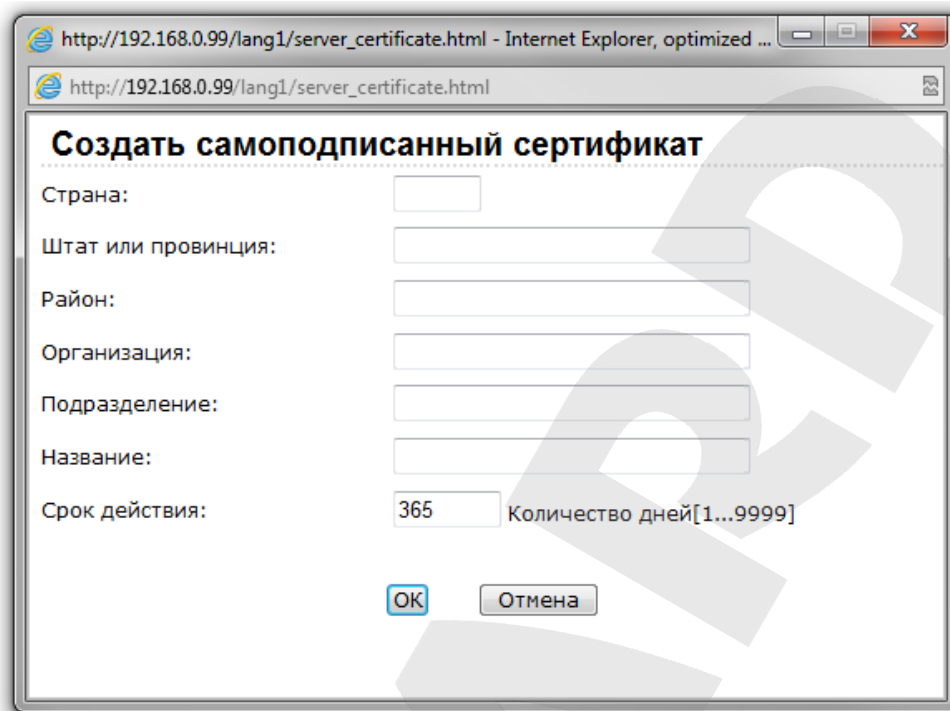 http://192.168.0.99/lang1/server_certificate.html - Internet Explorer, optimized ...
http://192.168.0.99/lang1/server_certificate.html
Создать самоподписанный сертификат
Страна:
Штат или провинция:
Район:
Организация:
Подразделение:
Название:
Срок действия: 365 Количество дней[1...9999]
OK Отмена